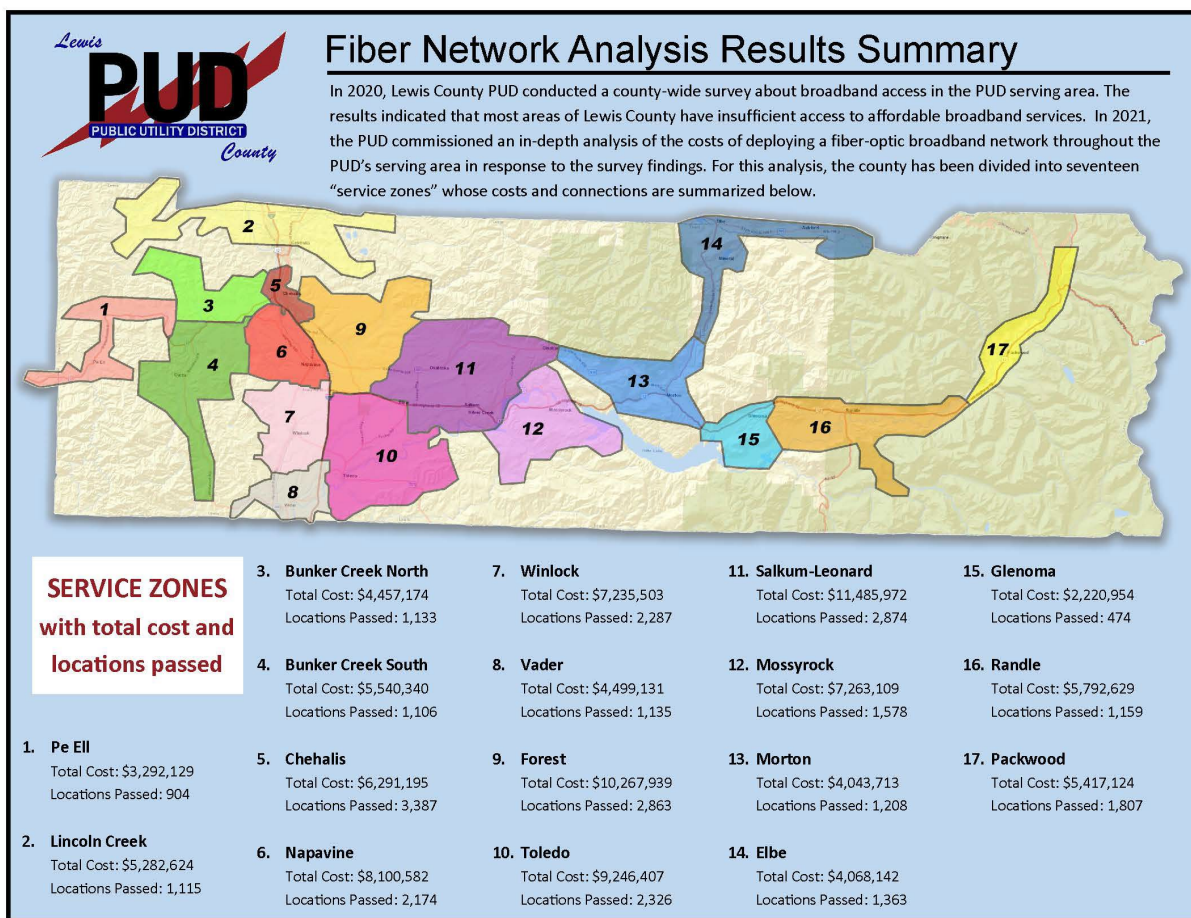 Lewis
PUD
PUBLIC UTILITY DISTRICT
County
Fiber Network Analysis Results Summary
In 2020, Lewis County PUD conducted a county-wide survey about broadband access in the PUD serving area. The
results indicated that most areas of Lewis County have insufficient access to affordable broadband services. In 2021,
the PUD commissioned an in-depth analysis of the costs of deploying a fiber-optic broadband network throughout the
PUD's serving area in response to the survey findings. For this analysis, the county has been divided into seventeen
"service zones" whose costs and connections are summarized below.
1
2
3
4
5
6
7
8
9
10
11
12
13
14
15
16
17
SERVICE ZONES
with total cost and
locations passed
1. Pe Ell
Total Cost: $3,292,129
Locations Passed: 904
2. Lincoln Creek
Total Cost: $5,282,624
Locations Passed: 1,115
3. Bunker Creek North
Total Cost: $4,457,174
Locations Passed: 1,133
4. Bunker Creek South
Total Cost: $5,540,340
Locations Passed: 1,106
5. Chehalis
Total Cost: $6,291,195
Locations Passed: 3,387
6. Napavine
Total Cost: $8,100,582
Locations Passed: 2,174
7. Winlock
Total Cost: $7,235,503
Locations Passed: 2,287
8. Vader
Total Cost: $4,499,131
Locations Passed: 1,135
9. Forest
Total Cost: $10,267,939
Locations Passed: 2,863
10. Toledo
Total Cost: $9,246,407
Locations Passed: 2,326
11. Salkum-Leonard
Total Cost: $11,485,972
Locations Passed: 2,874
12. Mossyrock
Total Cost: $7,263,109
Locations Passed: 1,578
13. Morton
Total Cost: $4,043,713
Locations Passed: 1,208
14. Elbe
Total Cost: $4,068,142
Locations Passed: 1,363
15. Glenoma
Total Cost: $2,220,954
Locations Passed: 474
16. Randle
Total Cost: $5,792,629
Locations Passed: 1,159
17. Packwood
Total Cost: $5,417,124
Locations Passed: 1,807